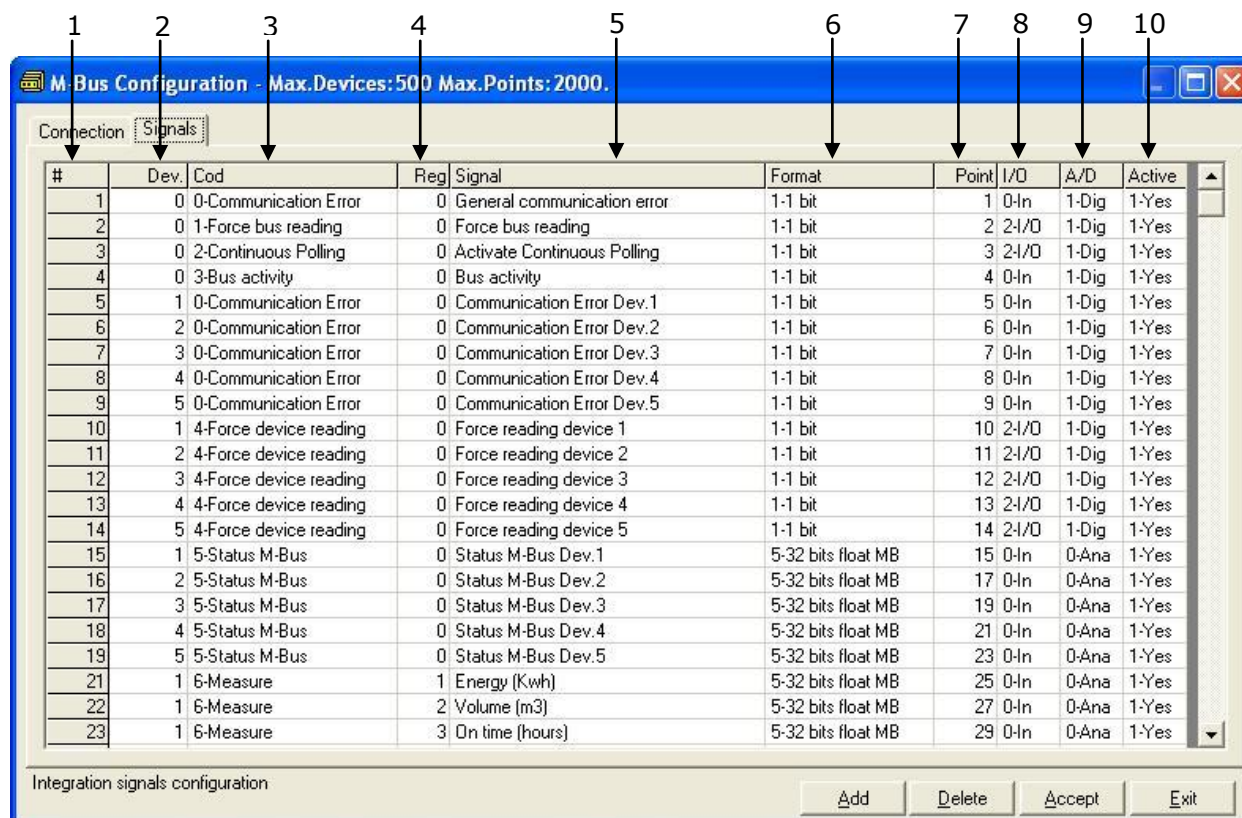 1 2 3 4 5 6 7 8 9 10
M-Bus Configuration - Max.Devices:500 Max.Points:2000.
Connection Signals
# Dev. Cod Reg Signal Format Point I/O A/D Active
1 0 0-Communication Error 0 General communication error 1-1 bit 1 0-In 1-Dig 1-Yes
2 0 1-Force bus reading 0 Force bus reading 1-1 bit 2 2-I/O 1-Dig 1-Yes
3 0 2-Continuous Polling 0 Activate Continuous Polling 1-1 bit 3 2-I/O 1-Dig 1-Yes
4 0 3-Bus activity 0 Bus activity 1-1 bit 4 0-In 1-Dig 1-Yes
5 1 0-Communication Error 0 Communication Error Dev.1 1-1 bit 5 0-In 1-Dig 1-Yes
6 2 0-Communication Error 0 Communication Error Dev.2 1-1 bit 6 0-In 1-Dig 1-Yes
7 3 0-Communication Error 0 Communication Error Dev.3 1-1 bit 7 0-In 1-Dig 1-Yes
8 4 0-Communication Error 0 Communication Error Dev.4 1-1 bit 8 0-In 1-Dig 1-Yes
9 5 0-Communication Error 0 Communication Error Dev.5 1-1 bit 9 0-In 1-Dig 1-Yes
10 1 4-Force device reading 0 Force reading device 1 1-1 bit 10 2-I/O 1-Dig 1-Yes
11 2 4-Force device reading 0 Force reading device 2 1-1 bit 11 2-I/O 1-Dig 1-Yes
12 3 4-Force device reading 0 Force reading device 3 1-1 bit 12 2-I/O 1-Dig 1-Yes
13 4 4-Force device reading 0 Force reading device 4 1-1 bit 13 2-I/O 1-Dig 1-Yes
14 5 4-Force device reading 0 Force reading device 5 1-1 bit 14 2-I/O 1-Dig 1-Yes
15 1 5-Status M-Bus 0 Status M-Bus Dev.1 5-32 bits float MB 15 0-In 0-Ana 1-Yes
16 2 5-Status M-Bus 0 Status M-Bus Dev.2 5-32 bits float MB 17 0-In 0-Ana 1-Yes
17 3 5-Status M-Bus 0 Status M-Bus Dev.3 5-32 bits float MB 19 0-In 0-Ana 1-Yes
18 4 5-Status M-Bus 0 Status M-Bus Dev.4 5-32 bits float MB 21 0-In 0-Ana 1-Yes
19 5 5-Status M-Bus 0 Status M-Bus Dev.5 5-32 bits float MB 23 0-In 0-Ana 1-Yes
21 1 6-Measure 1 Energy (Kwh) 5-32 bits float MB 25 0-In 0-Ana 1-Yes
22 1 6-Measure 2 Volume (m3) 5-32 bits float MB 27 0-In 0-Ana 1-Yes
23 1 6-Measure 3 On time (hours) 5-32 bits float MB 29 0-In 0-Ana 1-Yes
Integration signals configuration
Add Delete Accept Exit